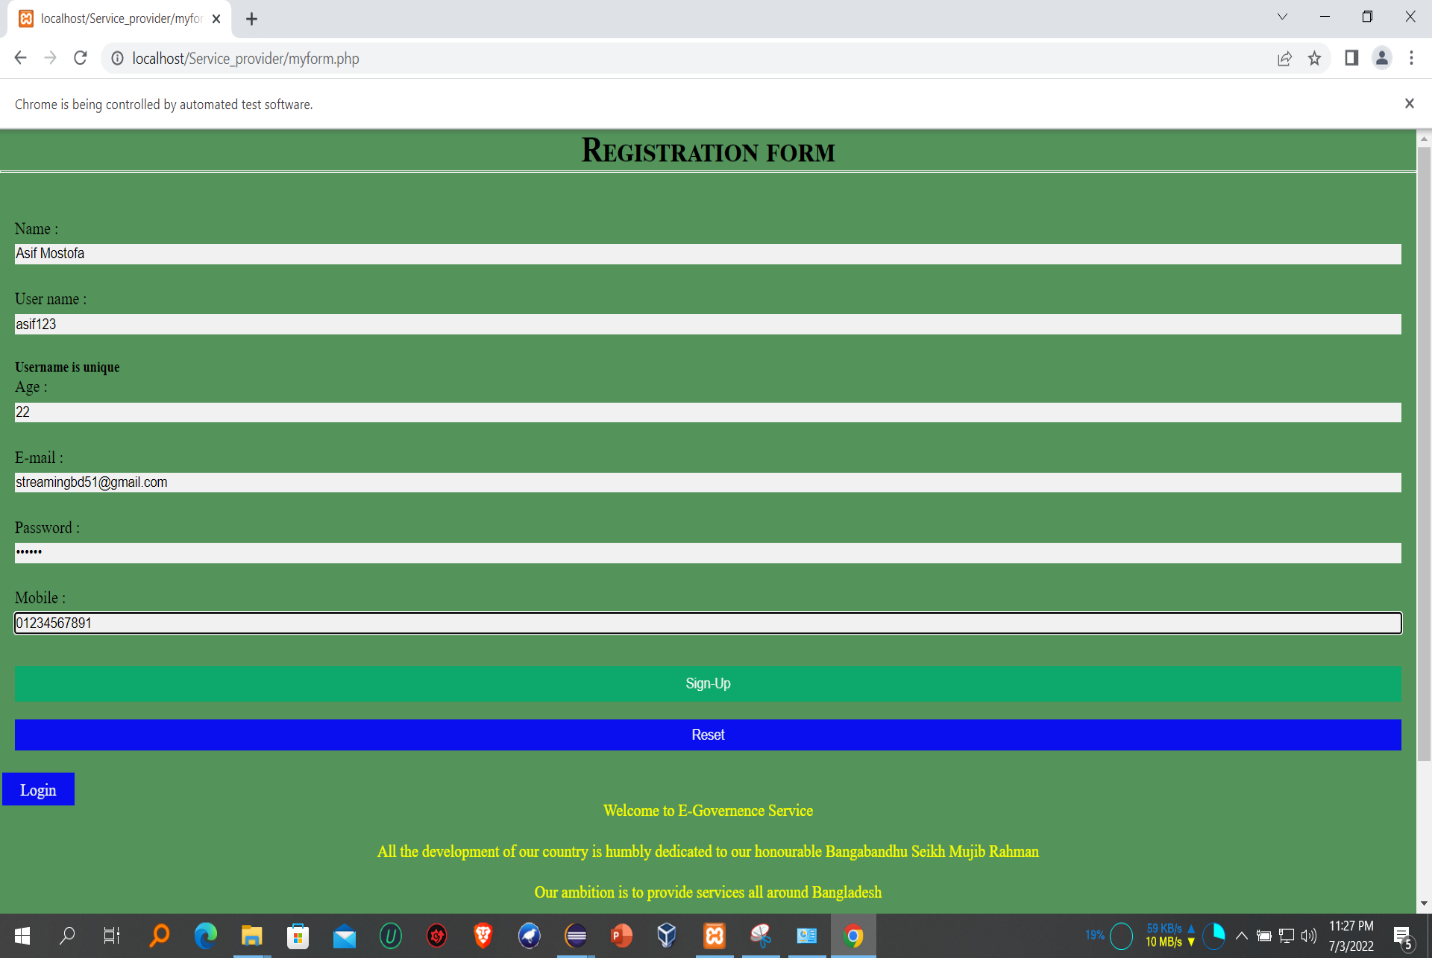 localhost/Service_provider/myfor
localhost/Service_provider/myform.php
Chrome is being controlled by automated test software.
Registration form
Name :
Asif Mostofa
User name :
asif123
Username is unique
Age :
22
E-mail :
streamingbd51@gmail.com
Password :
••••••
Mobile :
01234567891
Sign-Up
Reset
Login
Welcome to E-Governence Service
All the development of our country is humbly dedicated to our honourable Bangabandhu Seikh Mujib Rahman
Our ambition is to provide services all around Bangladesh
19%
59 KB/s
10 MB/s
11:27 PM
7/3/2022
5